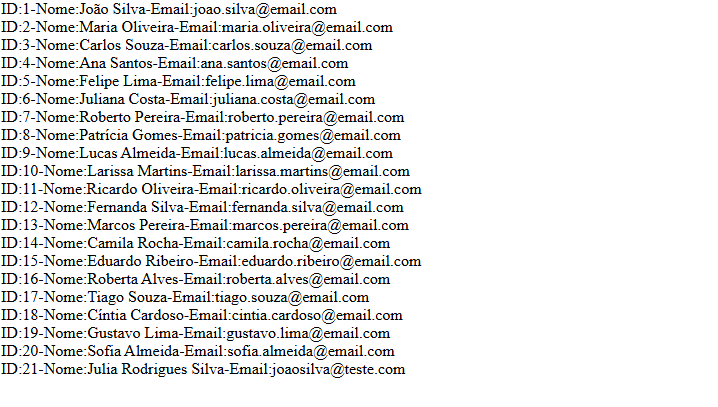 ID:1-Nome:João Silva-Email:joao.silva@email.com
ID:2-Nome:Maria Oliveira-Email:maria.oliveira@email.com
ID:3-Nome:Carlos Souza-Email:carlos.souza@email.com
ID:4-Nome:Ana Santos-Email:ana.santos@email.com
ID:5-Nome:Felipe Lima-Email:felipe.lima@email.com
ID:6-Nome:Juliana Costa-Email:juliana.costa@email.com
ID:7-Nome:Roberto Pereira-Email:roberto.pereira@email.com
ID:8-Nome:Patrícia Gomes-Email:patricia.gomes@email.com
ID:9-Nome:Lucas Almeida-Email:lucas.almeida@email.com
ID:10-Nome:Larissa Martins-Email:larissa.martins@email.com
ID:11-Nome:Ricardo Oliveira-Email:ricardo.oliveira@email.com
ID:12-Nome:Fernanda Silva-Email:fernanda.silva@email.com
ID:13-Nome:Marcos Pereira-Email:marcos.pereira@email.com
ID:14-Nome:Camila Rocha-Email:camila.rocha@email.com
ID:15-Nome:Eduardo Ribeiro-Email:eduardo.ribeiro@email.com
ID:16-Nome:Roberta Alves-Email:roberta.alves@email.com
ID:17-Nome:Tiago Souza-Email:tiago.souza@email.com
ID:18-Nome:Cíntia Cardoso-Email:cintia.cardoso@email.com
ID:19-Nome:Gustavo Lima-Email:gustavo.lima@email.com
ID:20-Nome:Sofia Almeida-Email:sofia.almeida@email.com
ID:21-Nome:Julia Rodrigues Silva-Email:joaosilva@teste.com